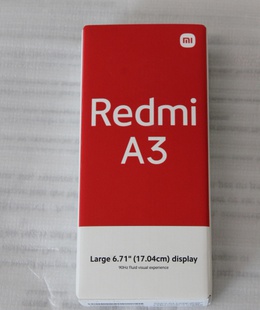 mi
Redmi
A3
Large 6.71" (17.04cm) display
90Hz fluid visual experience